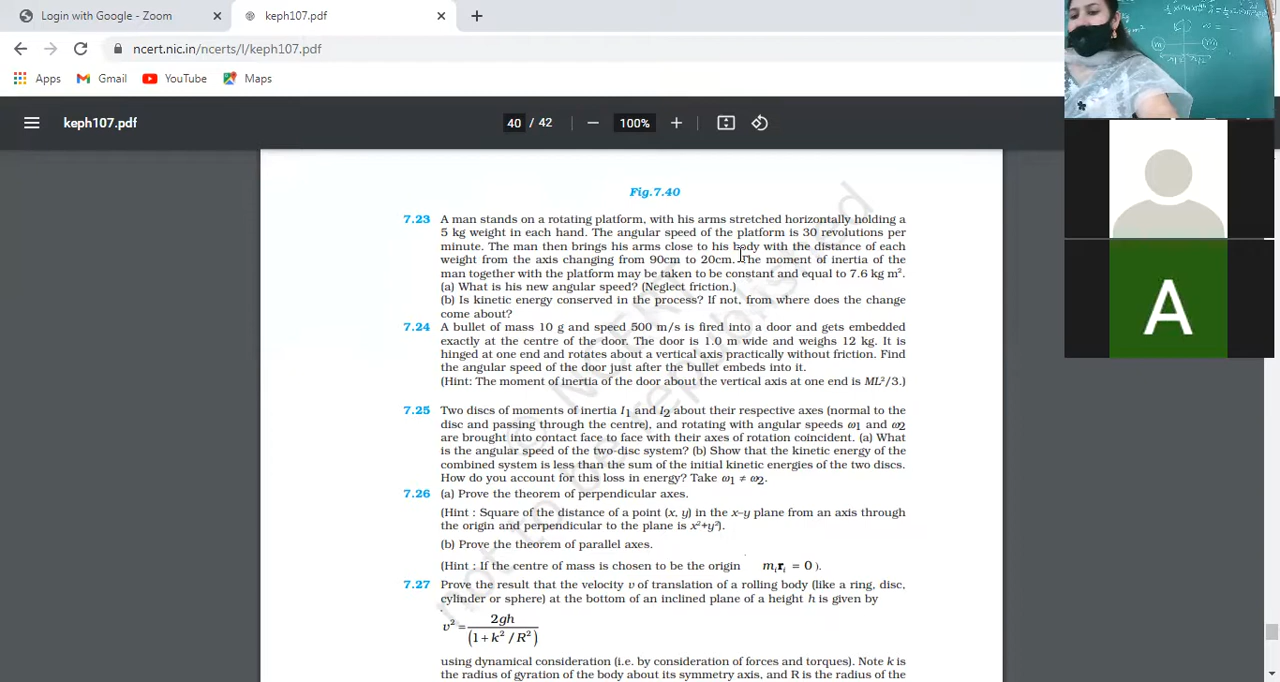 Login with Google - Zoom
keph107.pdf
ncert.nic.in/ncerts/l/keph107.pdf
Apps
Gmail
YouTube
Maps
keph107.pdf
40 / 42
100%
Fig.7.40
7.23 A man stands on a rotating platform, with his arms stretched horizontally holding a
5 kg weight in each hand. The angular speed of the platform is 30 revolutions per
minute. The man then brings his arms close to his body with the distance of each
weight from the axis changing from 90cm to 20cm. The moment of inertia of the
man together with the platform may be taken to be constant and equal to 7.6 kg m².
(a) What is his new angular speed? (Neglect friction.)
(b) Is kinetic energy conserved in the process? If not, from where does the change
come about?
7.24 A bullet of mass 10 g and speed 500 m/s is fired into a door and gets embedded
exactly at the centre of the door. The door is 1.0 m wide and weighs 12 kg. It is
hinged at one end and rotates about a vertical axis practically without friction. Find
the angular speed of the door just after the bullet embeds into it.
(Hint: The moment of inertia of the door about the vertical axis at one end is ML²/3.)
7.25 Two discs of moments of inertia I₁ and I₂ about their respective axes (normal to the
disc and passing through the centre), and rotating with angular speeds ω₁ and ω₂
are brought into contact face to face with their axes of rotation coincident. (a) What
is the angular speed of the two-disc system? (b) Show that the kinetic energy of the
combined system is less than the sum of the initial kinetic energies of the two discs.
How do you account for this loss in energy? Take ω₁ ≠ ω₂.
7.26 (a) Prove the theorem of perpendicular axes.
(Hint : Square of the distance of a point (x, y) in the x–y plane from an axis through
the origin and perpendicular to the plane is x²+y²).
(b) Prove the theorem of parallel axes.
(Hint : If the centre of mass is chosen to be the origin mᵢrᵢ = 0 ).
7.27 Prove the result that the velocity v of translation of a rolling body (like a ring, disc,
cylinder or sphere) at the bottom of an inclined plane of a height h is given by
v² = 2gh / (1 + k² / R²)
using dynamical consideration (i.e. by consideration of forces and torques). Note k is
the radius of gyration of the body about its symmetry axis, and R is the radius of the
not to be republished
A